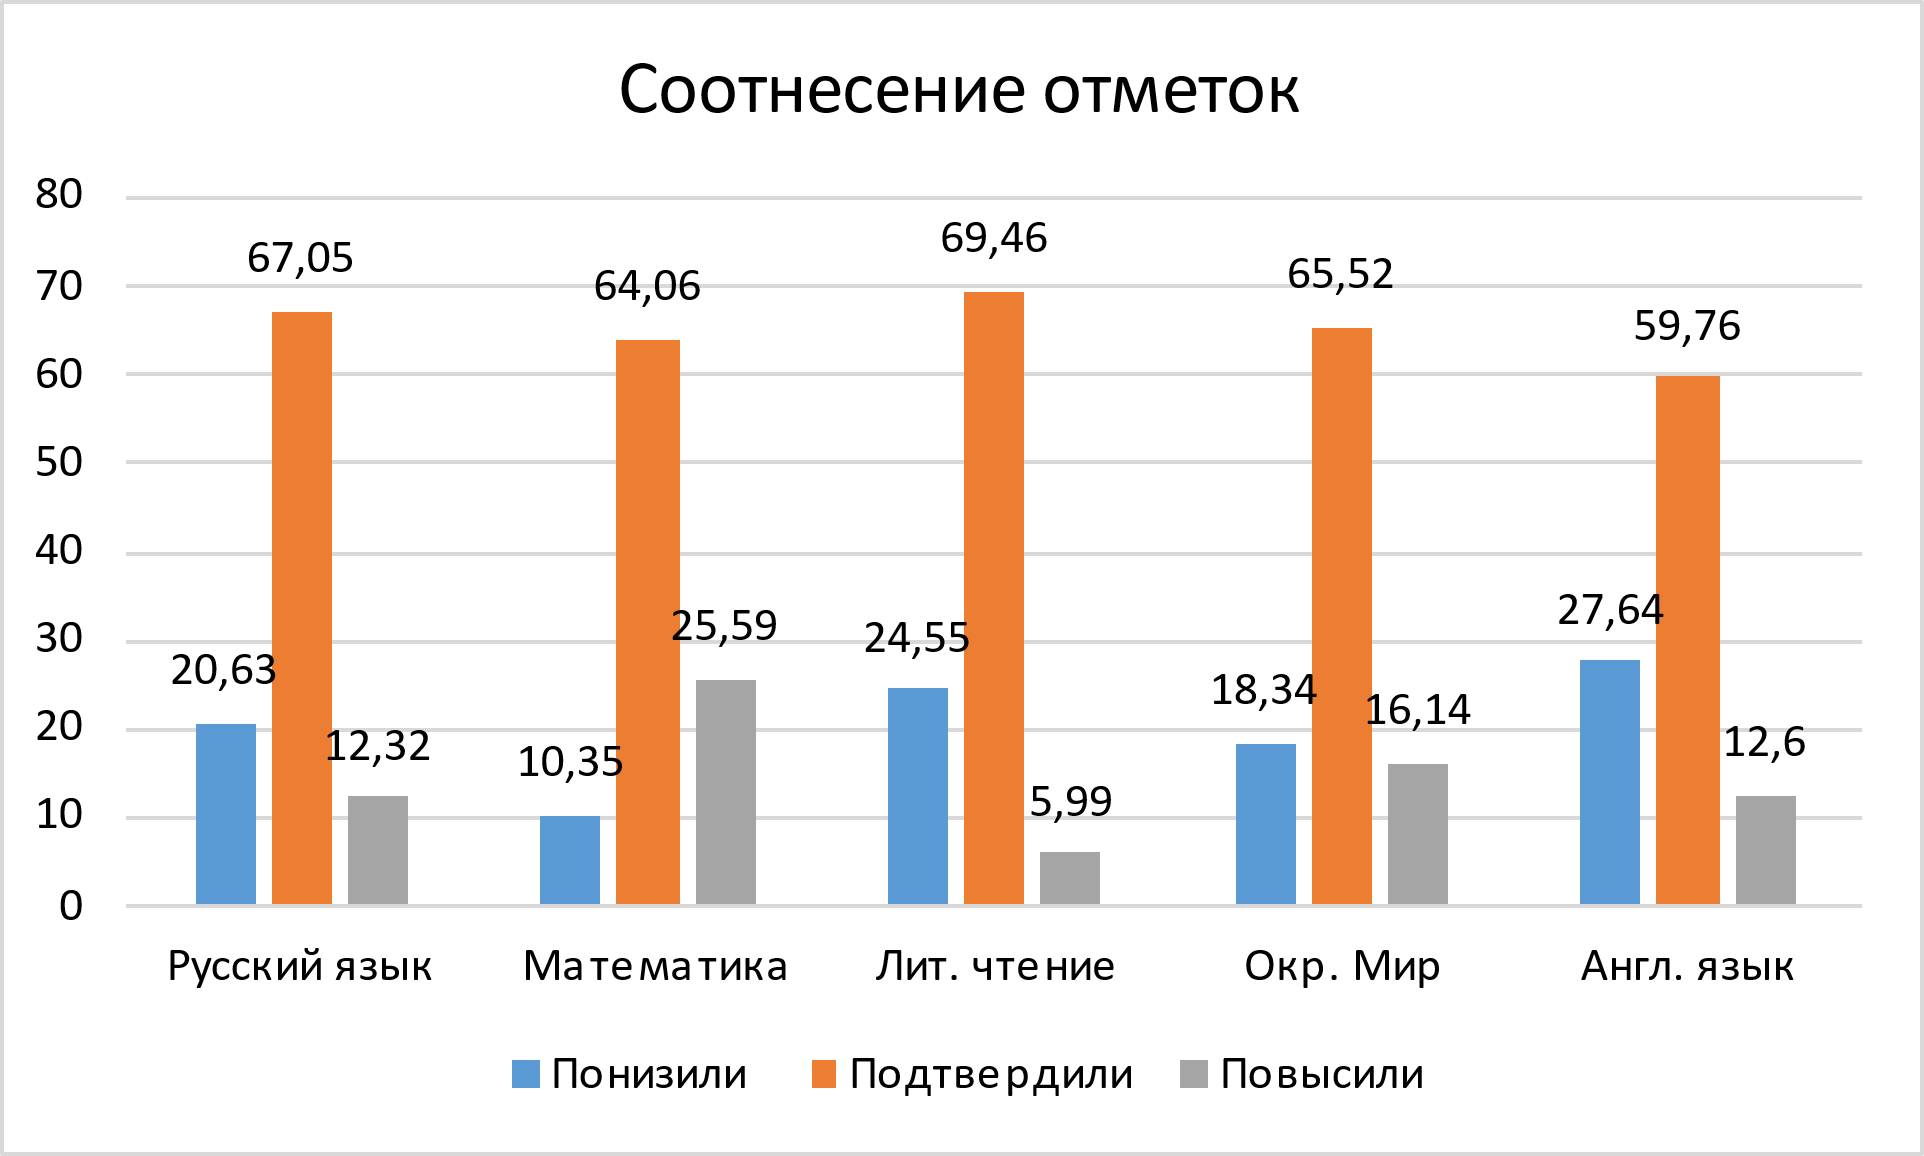 Соотнесение отметок
80
70
60
50
40
30
20
10
0
20,63
67,05
12,32
10,35
64,06
25,59
24,55
69,46
5,99
18,34
65,52
16,14
27,64
59,76
12,6
Русский язык
Математика
Лит. чтение
Окр. Мир
Англ. язык
Понизили
Подтвердили
Повысили